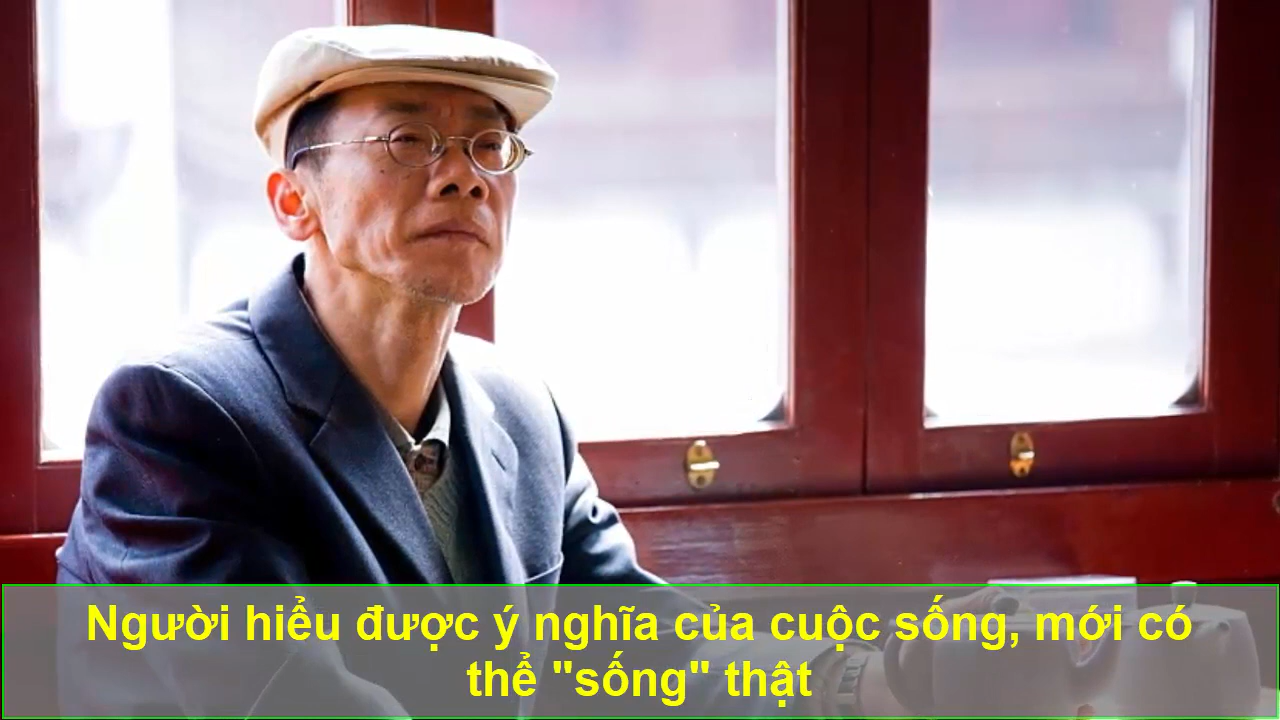 Người hiểu được ý nghĩa của cuộc sống, mới có
thể "sống" thật